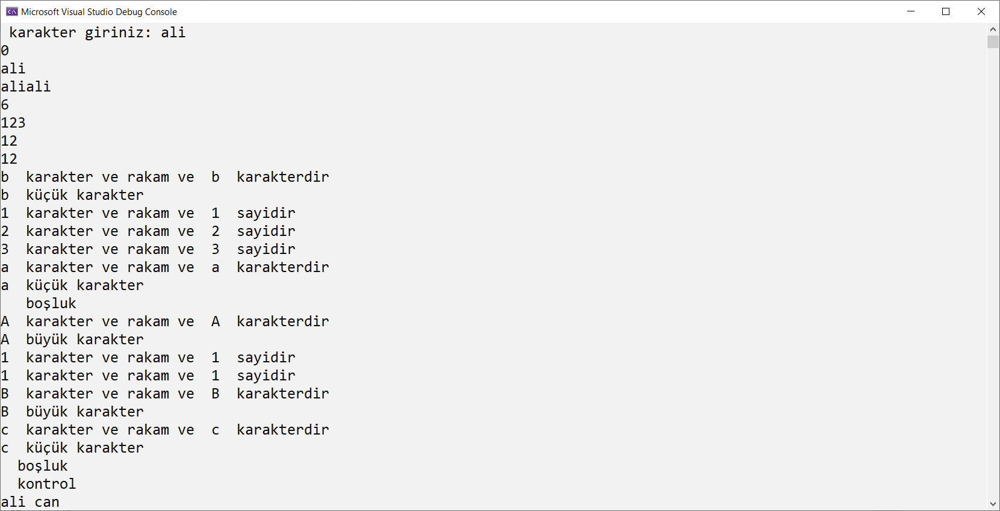 Microsoft Visual Studio Debug Console
karakter giriniz: ali
0
ali
aliali
6
123
12
12
b  karakter ve rakam ve  b  karakterdir
b  küçük karakter
1  karakter ve rakam ve  1  sayidir
2  karakter ve rakam ve  2  sayidir
3  karakter ve rakam ve  3  sayidir
a  karakter ve rakam ve  a  karakterdir
a  küçük karakter
boşluk
A  karakter ve rakam ve  A  karakterdir
A  büyük karakter
1  karakter ve rakam ve  1  sayidir
1  karakter ve rakam ve  1  sayidir
B  karakter ve rakam ve  B  karakterdir
B  büyük karakter
c  karakter ve rakam ve  c  karakterdir
c  küçük karakter
boşluk
kontrol
ali can